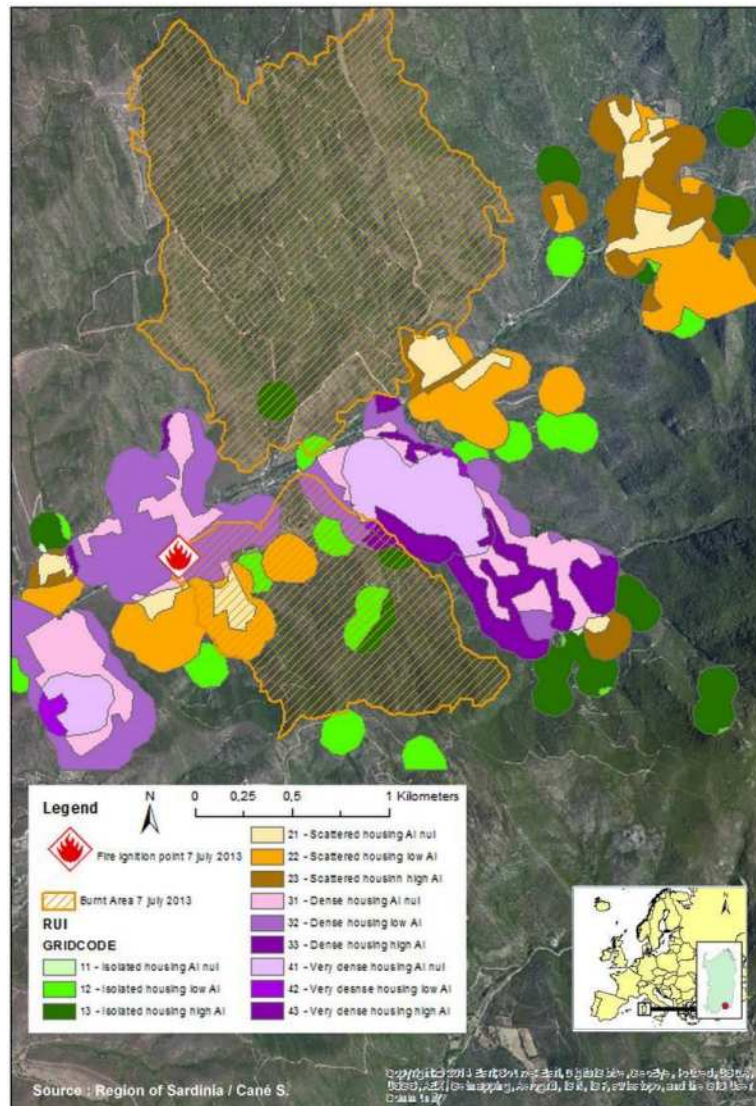 Legend
N
0 0,25 0,5 1 Kilometers
Fire ignition point 7 july 2013
Burnt Area 7 july 2013
RUI
GRIDCODE
11 - Isolated housing AI nul
12 - Isolated housing low AI
13 - Isolated housing high AI
21 - Scattered housing AI nul
22 - Scattered housing low AI
23 - Scattered housinh high AI
31 - Dense housing AI nul
32 - Dense housing low AI
33 - Dense housing high AI
41 - Very dense housing AI nul
42 - Very desnse housing low AI
43 - Very dense housing high AI
N
Source : Region of Sardinia / Cané S.